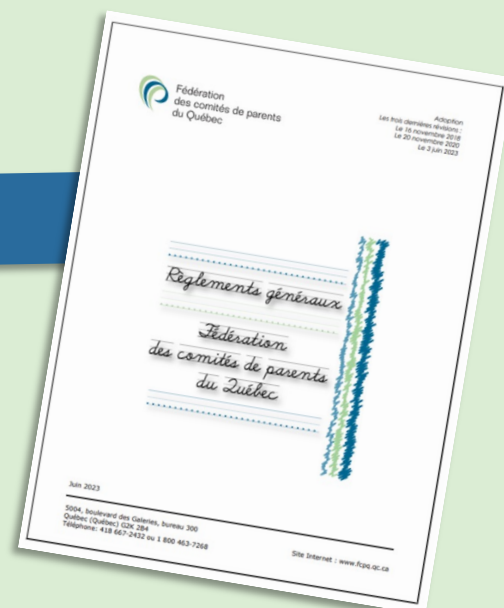 Fédération
des comités de parents
du Québec
Adoption
Les trois dernières révisions :
Le 16 novembre 2018
Le 20 novembre 2020
Le 2 juin 2023
Règlements généraux
Fédération
des comités de parents
du Québec
Juin 2023
5004, boulevard des Galeries, bureau 300
Québec (Québec) G2K 2B4
Téléphone: 418 667-2432 ou 1 800 463-7268
Site Internet : www.fcpq.qc.ca